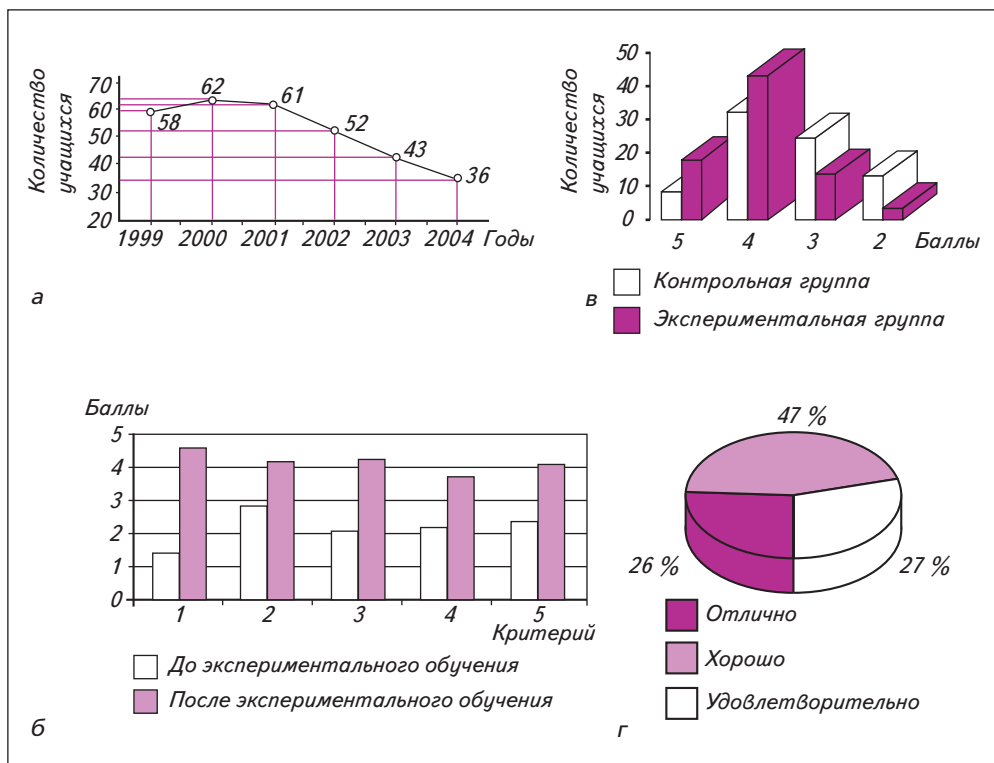 Количество
учащихся
70
60
50
40
30
20
58
62
61
52
43
36
1999 2000 2001 2002 2003 2004 Годы
а
Количество
учащихся
50
40
30
20
10
0
5 4 3 2 Баллы
Контрольная группа
Экспериментальная группа
в
Баллы
5
4
3
2
1
0
1 2 3 4 5
Критерий
До экспериментального обучения
После экспериментального обучения
б
47 %
26 %
27 %
Отлично
Хорошо
Удовлетворительно
г